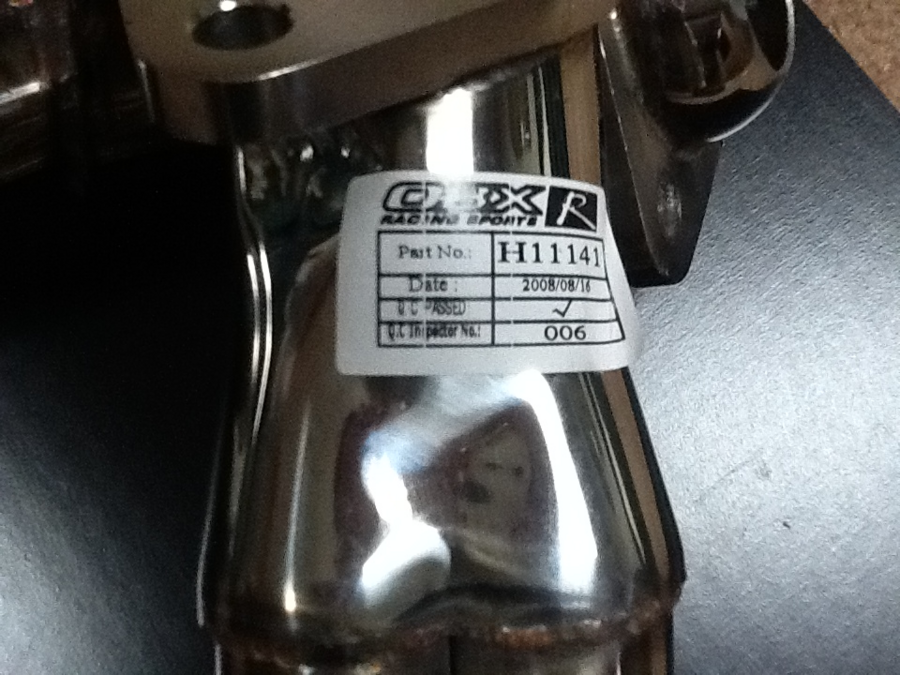 OBX R
RACING SPORTS
Part No.: H11141
Date : 2008/08/16
Q.C PASSED ✓
Q.C Inspector No.: 006